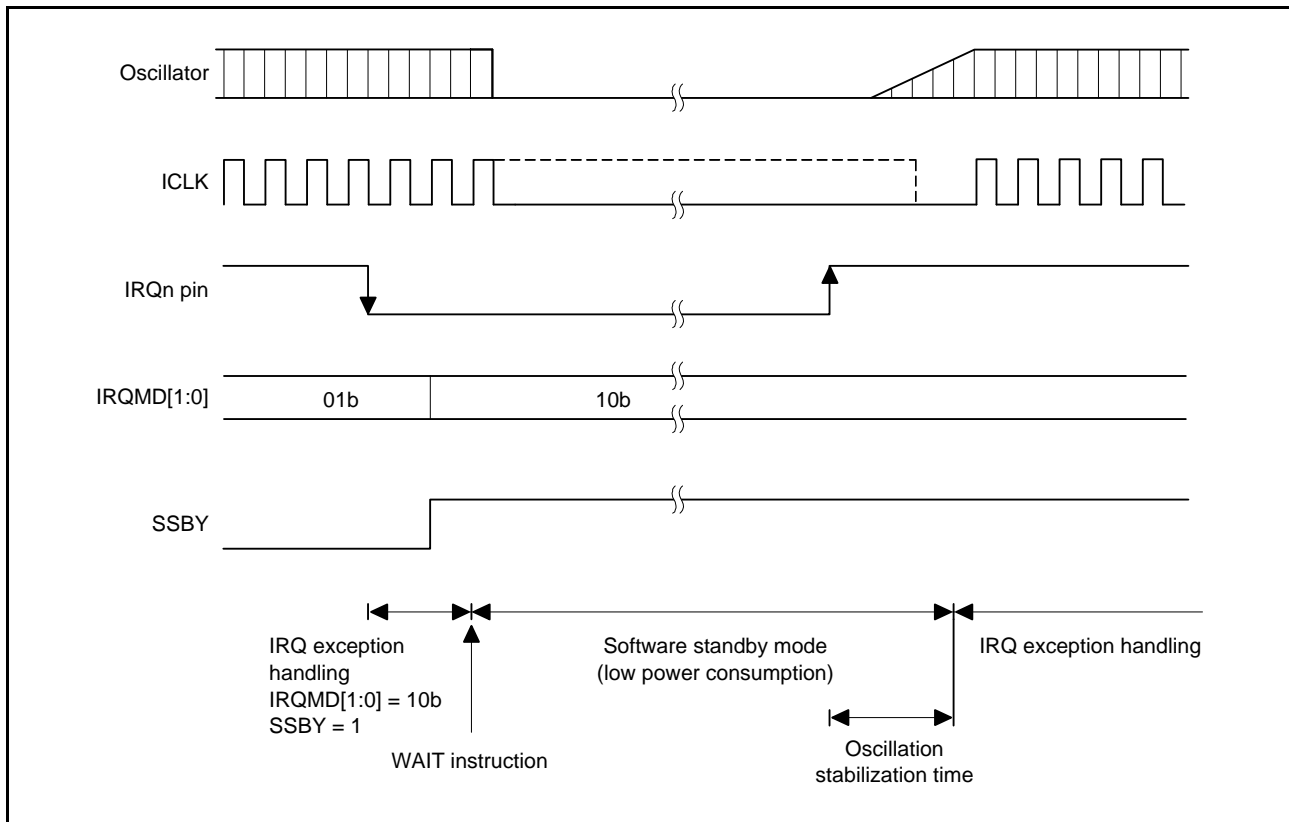 Oscillator
ICLK
IRQn pin
IRQMD[1:0]
01b
10b
SSBY
IRQ exception
handling
IRQMD[1:0] = 10b
SSBY = 1
WAIT instruction
Software standby mode
(low power consumption)
Oscillation
stabilization time
IRQ exception handling